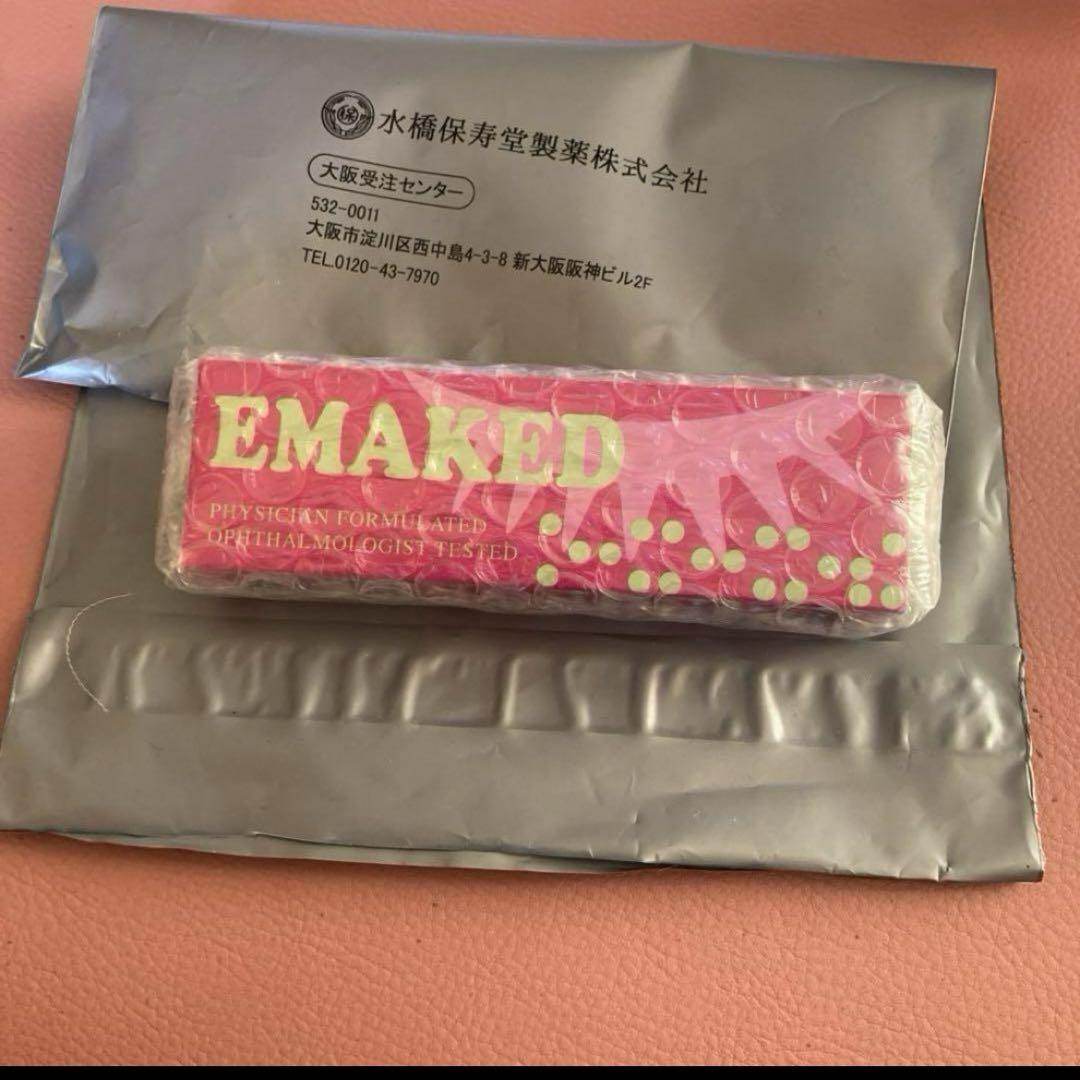 保
水橋保寿堂製薬株式会社
大阪受注センター
532-0011
大阪市淀川区西中島4-3-8 新大阪阪神ビル2F
TEL.0120-43-7970
EMAKED
PHYSICIAN FORMULATED
OPHTHALMOLOGIST TESTED